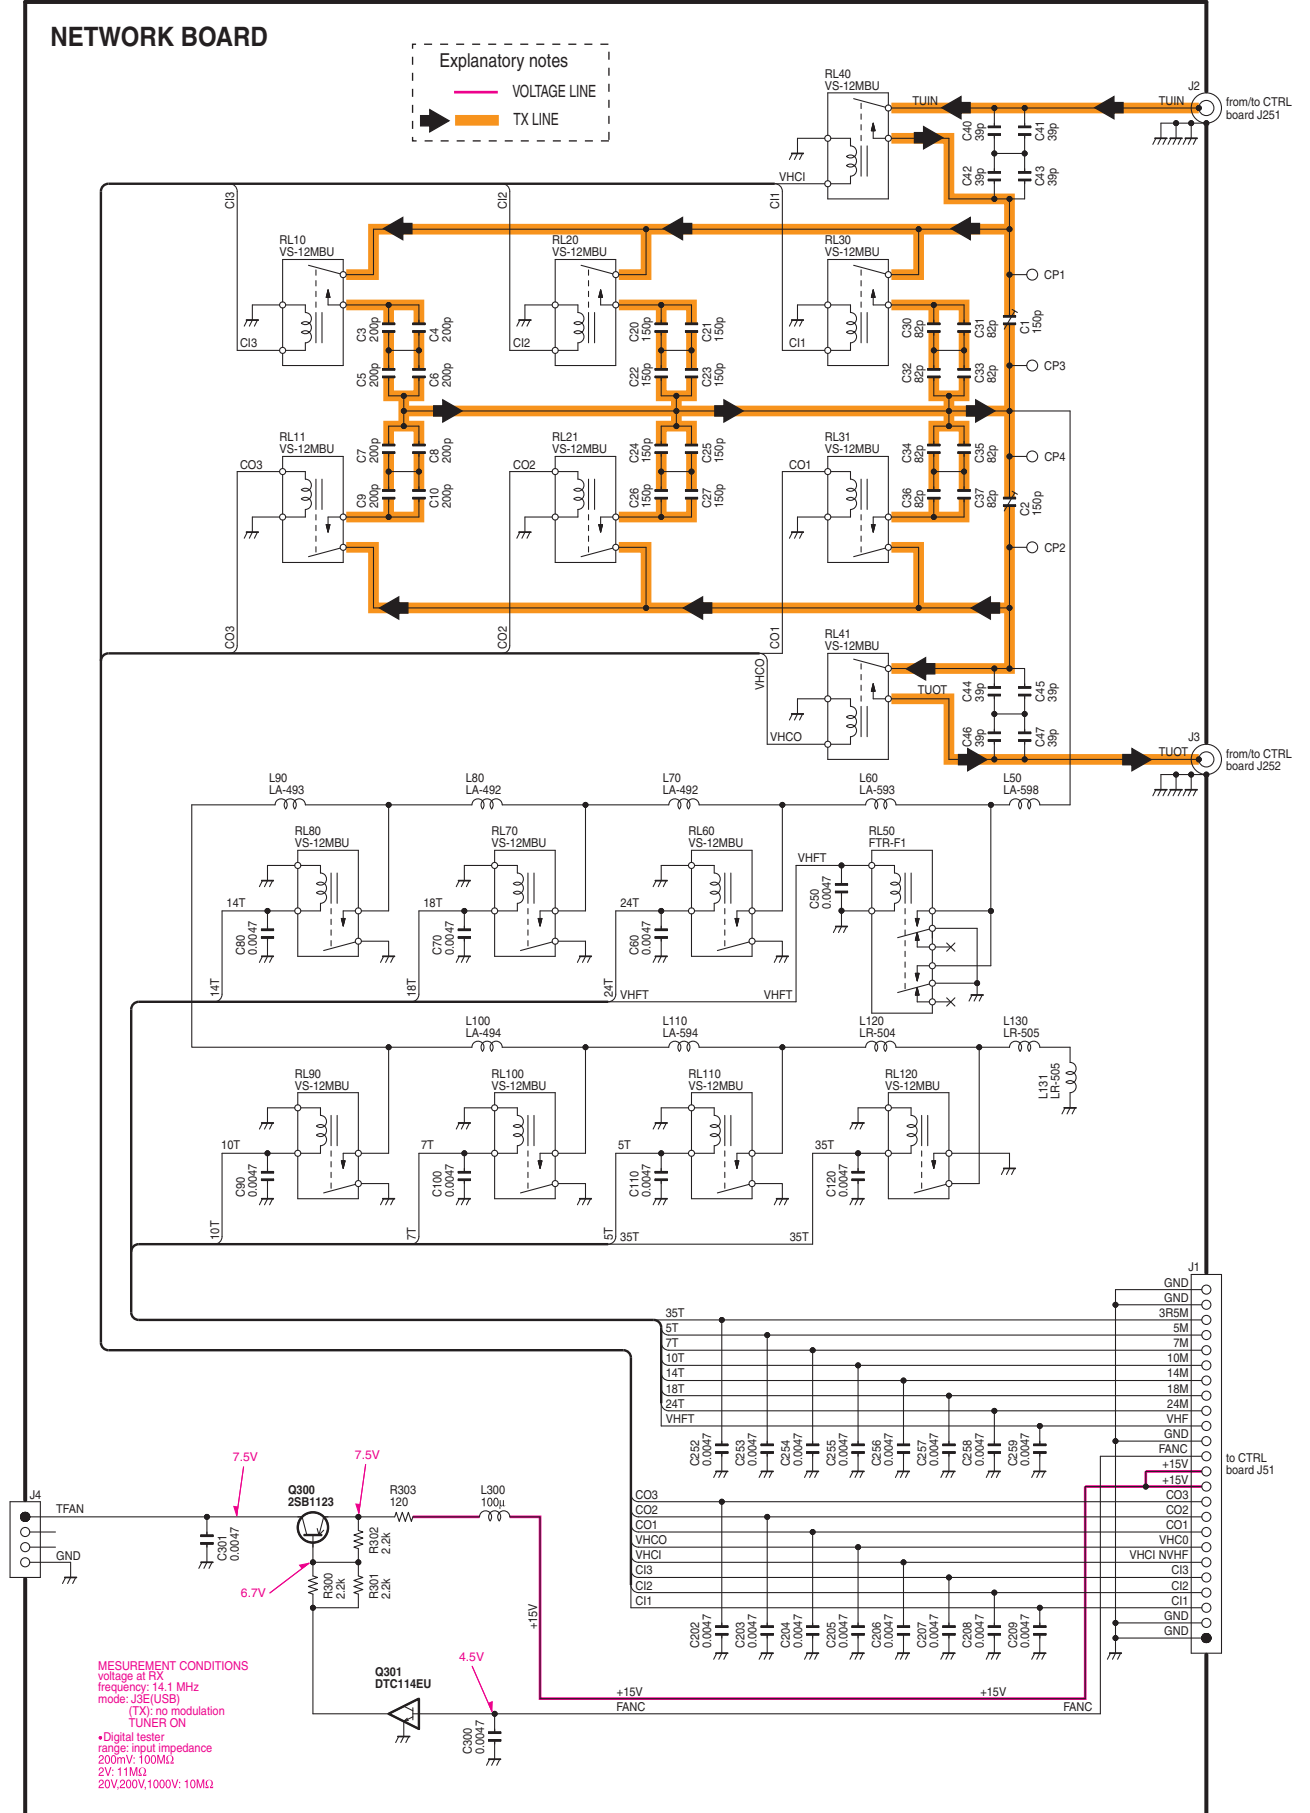 NETWORK BOARD
Explanatory notes
VOLTAGE LINE
TX LINE
RL40
VS-12MBU
TUIN
TUIN
J2
from/to CTRL
board J251
C40
39p
C41
39p
C42
39p
C43
39p
VHCI
CI3
CI2
CI1
RL10
VS-12MBU
RL20
VS-12MBU
RL30
VS-12MBU
CP1
C3
200p
C4
200p
C20
150p
C21
150p
C30
82p
C31
82p
C1
150p
CI3
CI2
CI1
C5
200p
C6
200p
C22
150p
C23
150p
C32
82p
C33
82p
CP3
RL11
VS-12MBU
RL21
VS-12MBU
RL31
VS-12MBU
C7
200p
C8
200p
C24
150p
C25
150p
C34
82p
C35
82p
CP4
CO3
CO2
CO1
C9
200p
C10
200p
C26
150p
C27
150p
C36
82p
C37
82p
C2
150p
CP2
CO3
CO2
CO1
RL41
VS-12MBU
VHCO
TUOT
C44
39p
C45
39p
VHCO
C46
39p
C47
39p
TUOT
J3
from/to CTRL
board J252
L90
LA-493
L80
LA-492
L70
LA-492
L60
LA-593
L50
LA-598
RL80
VS-12MBU
RL70
VS-12MBU
RL60
VS-12MBU
RL50
FTR-F1
VHFT
C50
0.0047
14T
18T
24T
C80
0.0047
C70
0.0047
C60
0.0047
14T
18T
24T
VHFT
VHFT
L100
LA-494
L110
LA-594
L120
LR-504
L130
LR-505
L131
LR-505
RL90
VS-12MBU
RL100
VS-12MBU
RL110
VS-12MBU
RL120
VS-12MBU
10T
7T
5T
35T
C90
0.0047
C100
0.0047
C110
0.0047
C120
0.0047
10T
7T
5T
35T
35T
J1
GND
GND
35T
3R5M
5T
5M
7T
7M
10T
10M
14T
14M
18T
18M
24T
24M
VHFT
VHF
GND
FANC
+15V
+15V
to CTRL
board J51
C252
0.0047
C253
0.0047
C254
0.0047
C255
0.0047
C256
0.0047
C257
0.0047
C258
0.0047
C259
0.0047
CO3
CO3
CO2
CO2
CO1
CO1
VHCO
VHC0
VHCI
VHCI NVHF
CI3
CI3
CI2
CI2
CI1
CI1
GND
GND
C202
0.0047
C203
0.0047
C204
0.0047
C205
0.0047
C206
0.0047
C207
0.0047
C208
0.0047
C209
0.0047
7.5V
7.5V
J4
TFAN
GND
Q300
2SB1123
R303
120
L300
100µ
C301
0.0047
R302
2.2k
6.7V
R300
2.2k
R301
2.2k
+15V
4.5V
Q301
DTC114EU
+15V
+15V
FANC
FANC
C300
0.0047
MESUREMENT CONDITIONS
voltage at RX
frequency: 14.1 MHz
mode: J3E(USB)
(TX): no modulation
TUNER ON
•Digital tester
range: input impedance
200mV: 100MΩ
2V: 11MΩ
20V,200V,1000V: 10MΩ